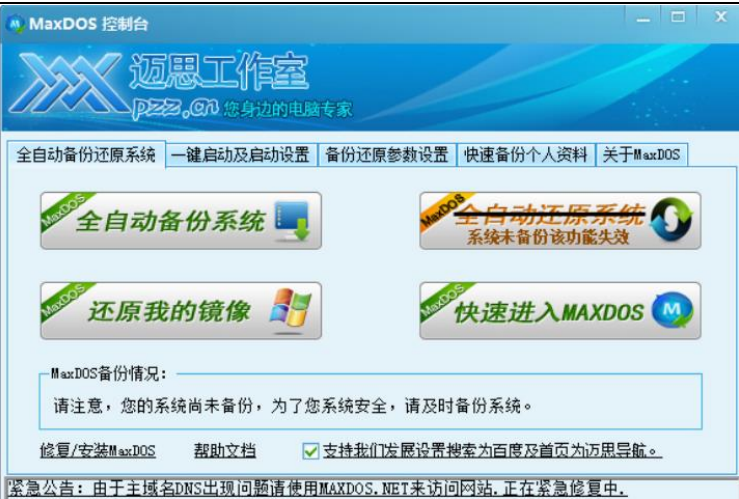 MaxDOS 控制台
迈思工作室
pzz.cn 您身边的电脑专家
全自动备份还原系统 一键启动及启动设置 备份还原参数设置 快速备份个人资料 关于MaxDOS
MaxDOS 全自动备份系统
MaxDOS 全自动还原系统
系统未备份该功能失效
MaxDOS 还原我的镜像
MaxDOS 快速进入MAXDOS
MaxDOS备份情况:
请注意，您的系统尚未备份，为了您系统安全，请及时备份系统。
修复/安装MaxDOS 帮助文档 支持我们发展设置搜索为百度及首页为迈思导航。
紧急公告: 由于主域名DNS出现问题请使用MAXDOS.NET来访问网站.正在紧急修复中.